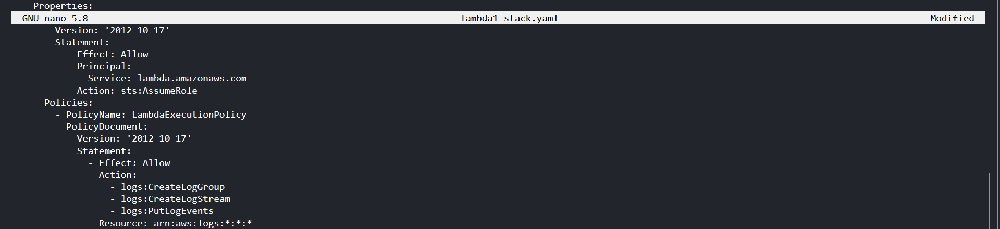 Properties:
GNU nano 5.8 lambda1_stack.yaml Modified
Version: '2012-10-17'
Statement:
- Effect: Allow
Principal:
Service: lambda.amazonaws.com
Action: sts:AssumeRole
Policies:
- PolicyName: LambdaExecutionPolicy
PolicyDocument:
Version: '2012-10-17'
Statement:
- Effect: Allow
Action:
- logs:CreateLogGroup
- logs:CreateLogStream
- logs:PutLogEvents
Resource: arn:aws:logs:*:*:*